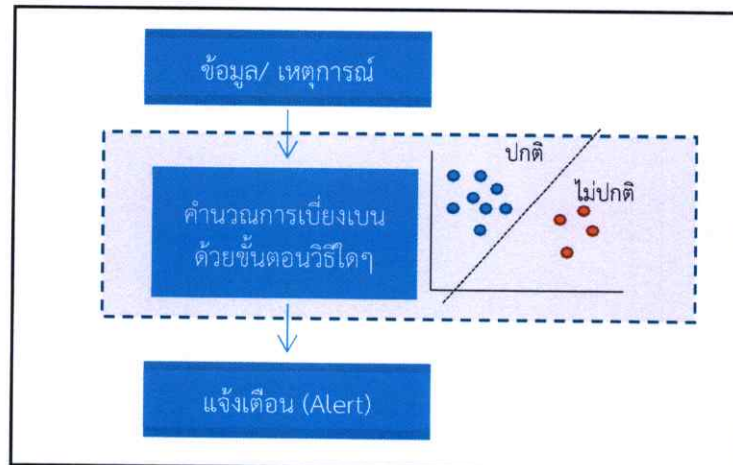 ข้อมูล/ เหตุการณ์
ปกติ
ไม่ปกติ
คำนวณการเบี่ยงเบน
ด้วยขั้นตอนวิธีใดๆ
แจ้งเตือน (Alert)